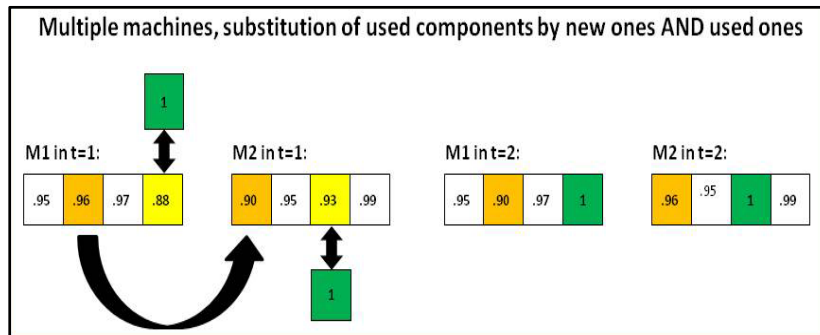 Multiple machines, substitution of used components by new ones AND used ones
1
M1 in t=1:
M2 in t=1:
M1 in t=2:
M2 in t=2:
.95 .96 .97 .88
.90 .95 .93 .99
.95 .90 .97 1
.96 .95 1 .99
1